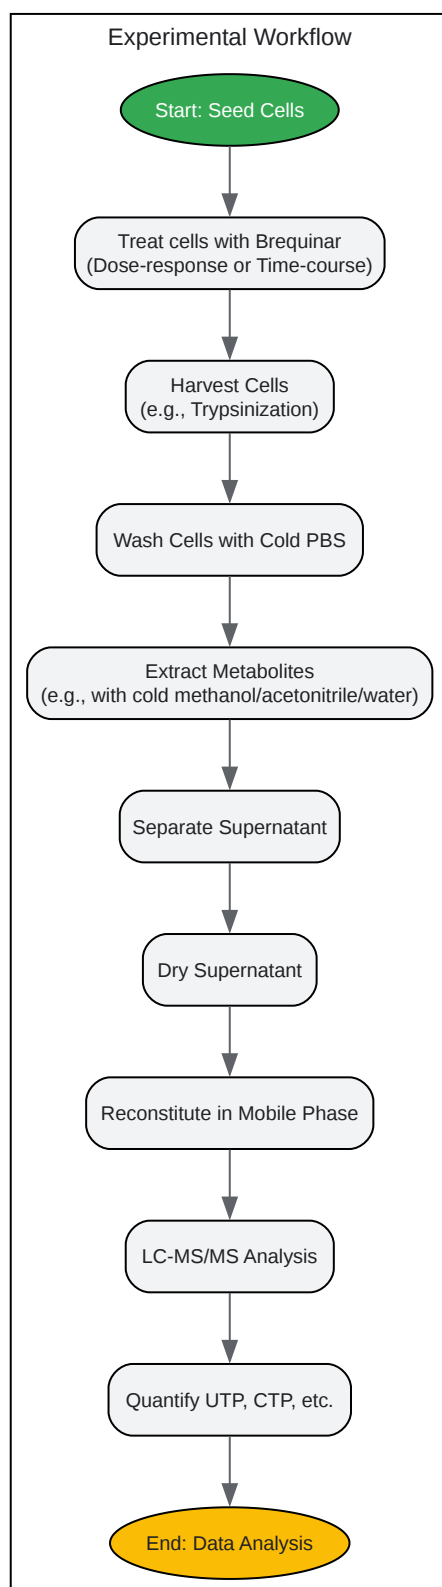 Experimental Workflow
Start: Seed Cells
Treat cells with Brequinar
(Dose-response or Time-course)
Harvest Cells
(e.g., Trypsinization)
Wash Cells with Cold PBS
Extract Metabolites
(e.g., with cold methanol/acetonitrile/water)
Separate Supernatant
Dry Supernatant
Reconstitute in Mobile Phase
LC-MS/MS Analysis
Quantify UTP, CTP, etc.
End: Data Analysis